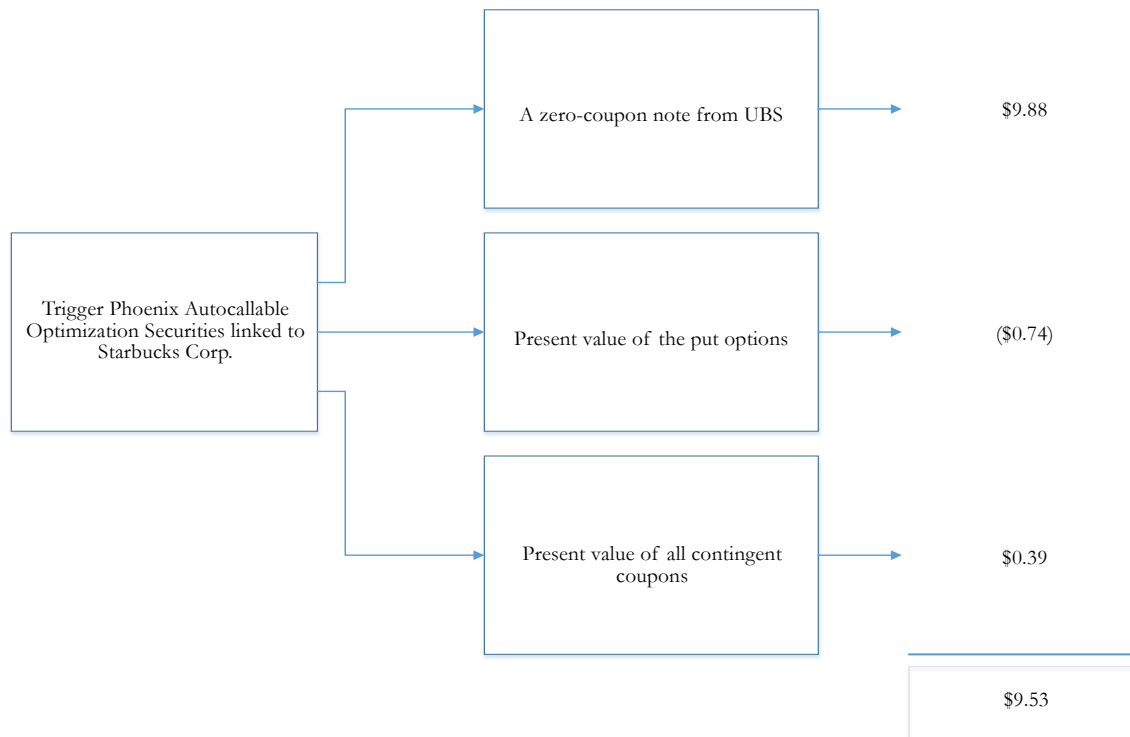 A zero-coupon note from UBS
$9.88
Trigger Phoenix Autocallable
Optimization Securities linked to
Starbucks Corp.
Present value of the put options
($0.74)
Present value of all contingent
coupons
$0.39
$9.53